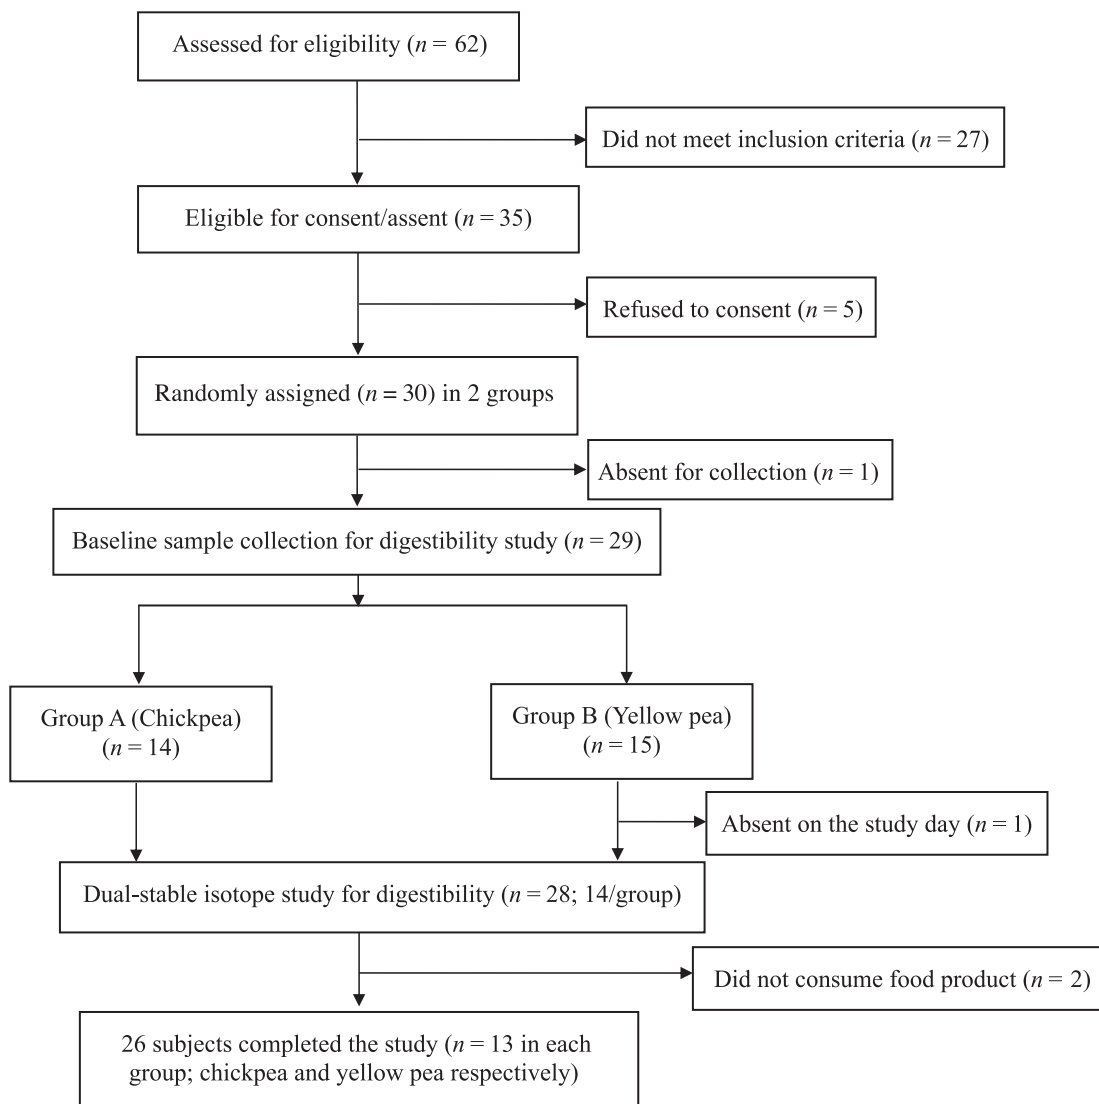 Assessed for eligibility (n = 62)
Did not meet inclusion criteria (n = 27)
Eligible for consent/assent (n = 35)
Refused to consent (n = 5)
Randomly assigned (n = 30) in 2 groups
Absent for collection (n = 1)
Baseline sample collection for digestibility study (n = 29)
Group A (Chickpea)
(n = 14)
Group B (Yellow pea)
(n = 15)
Absent on the study day (n = 1)
Dual-stable isotope study for digestibility (n = 28; 14/group)
Did not consume food product (n = 2)
26 subjects completed the study (n = 13 in each
group; chickpea and yellow pea respectively)